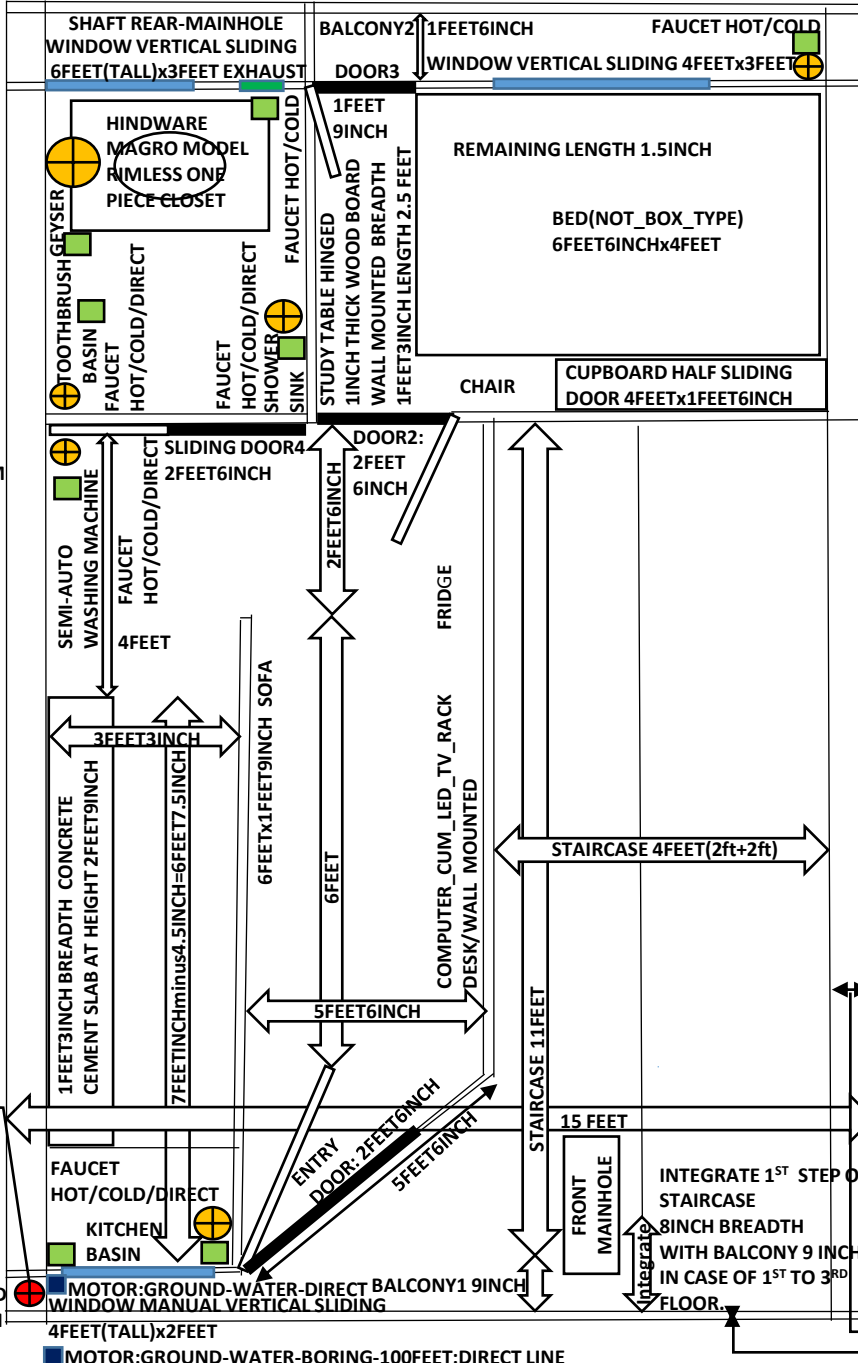 SHAFT REAR-MAINHOLE
WINDOW VERTICAL SLIDING
6FEET(TALL)x3FEET EXHAUST
BALCONY2 1FEET6INCH
FAUCET HOT/COLD
DOOR3
WINDOW VERTICAL SLIDING 4FEETx3FEET
1FEET
9INCH
HINDWARE
MAGRO MODEL
RIMLESS ONE
PIECE CLOSET
FAUCET HOT/COLD
REMAINING LENGTH 1.5INCH
BED(NOT_BOX_TYPE)
6FEET6INCHx4FEET
GEYSER
TOOTHBRUSH
BASIN
FAUCET
HOT/COLD/DIRECT
FAUCET
HOT/COLD/DIRECT
SHOWER
SINK
STUDY TABLE HINGED
1INCH THICK WOOD BOARD
WALL MOUNTED BREADTH
1FEET3INCH LENGTH 2.5 FEET
CHAIR
CUPBOARD HALF SLIDING
DOOR 4FEETx1FEET6INCH
SLIDING DOOR4
2FEET6INCH
DOOR2:
2FEET
6INCH
2FEET6INCH
SEMI-AUTO
WASHING MACHINE
FAUCET
HOT/COLD/DIRECT
4FEET
FRIDGE
3FEET3INCH
6FEETx1FEET9INCH SOFA
1FEET3INCH BREADTH CONCRETE
CEMENT SLAB AT HEIGHT 2FEET9INCH
7FEETINCHminus4.5INCH=6FEET7.5INCH
6FEET
COMPUTER_CUM_LED_TV_RACK
DESK/WALL MOUNTED
STAIRCASE 4FEET(2ft+2ft)
5FEET6INCH
STAIRCASE 11FEET
15 FEET
ENTRY
DOOR: 2FEET6INCH
5FEET6INCH
FAUCET
HOT/COLD/DIRECT
KITCHEN
BASIN
FRONT
MAINHOLE
INTEGRATE 1ST STEP O
STAIRCASE
8INCH BREADTH
WITH BALCONY 9 INCH
IN CASE OF 1ST TO 3RD
FLOOR.
Integrate
MOTOR:GROUND-WATER-DIRECT
BALCONY1 9INCH
WINDOW MANUAL VERTICAL SLIDING
4FEET(TALL)x2FEET
MOTOR:GROUND-WATER-BORING-100FEET:DIRECT LINE